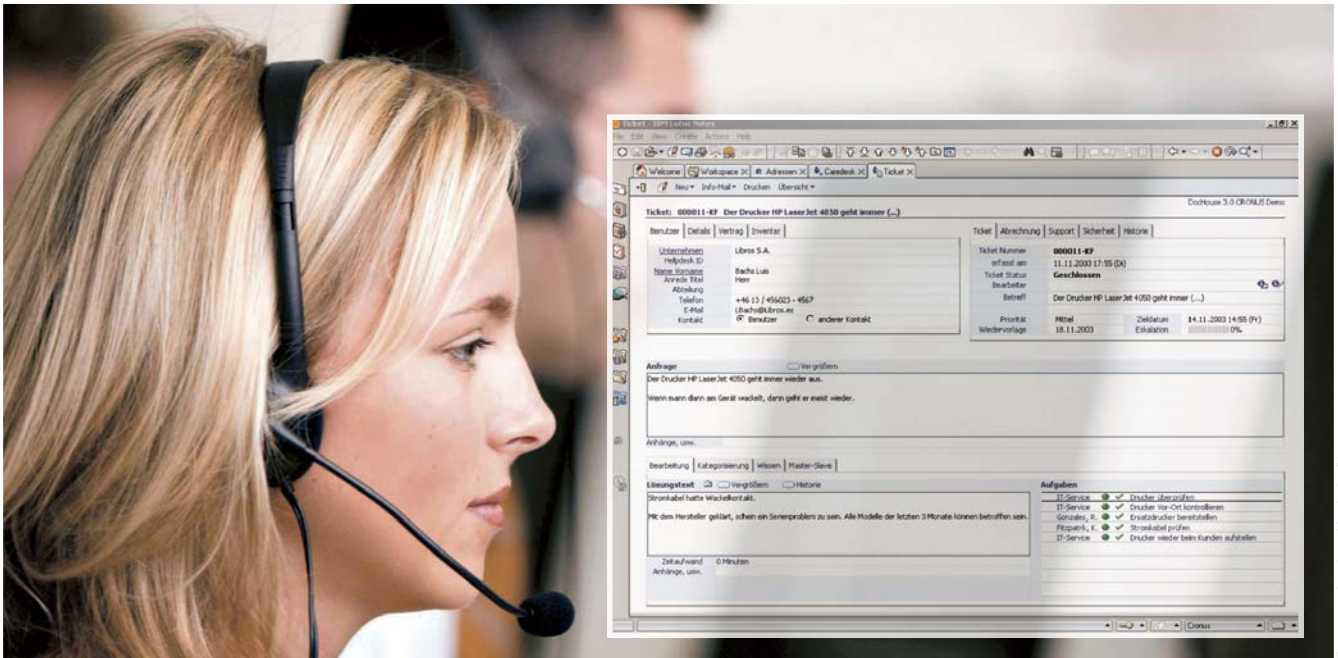 Ticket - IBM Lotus Notes
File Edit View Create Actions Help
Welcome Workspace Adressen Caredesk Ticket
Neu Info-Mail Drucken Übersicht
DocHouse 3.0 CRONUS Demo
Ticket: 000011-KF Der Drucker HP LaserJet 4050 geht immer (...)
Benutzer Details Vertrag Inventar
Unternehmen Libros S.A.
Helpdesk ID
Name Vorname Bachs Luis
Anrede Titel Herr
Abteilung
Telefon +46 13 / 456023 - 4567
E-Mail LBachs@Libros.es
Kontakt Benutzer anderer Kontakt
Ticket Abrechnung Support Sicherheit Historie
Ticket Nummer 000011-KF
erfasst am 11.11.2003 17:55 (Di)
Ticket Status Geschlossen
Bearbeiter
Betreff Der Drucker HP LaserJet 4050 geht immer (...)
Priorität Mittel Zieldatum 14.11.2003 14:55 (Fr)
Wiedervorlage 18.11.2003 Eskalation 0%
Anfrage Vergrößern
Der Drucker HP LaserJet 4050 geht immer wieder aus.
Wenn mann dann am Gerät wackelt, dann geht er meist wieder.
Anhänge, usw.
Bearbeitung Kategorisierung Wissen Master-Slave
Lösungstext Vergrößern Historie
Stromkabel hatte Wackelkontakt.
Mit dem Hersteller geklärt, schein ein Serienproblem zu sein. Alle Modelle der letzten 3 Monate können betroffen sein.
Zeitaufwand 0 Minuten
Anhänge, usw.
Aufgaben
IT-Service Drucker überprüfen
IT-Service Drucker Vor-Ort kontrollieren
Gonzales, R. Ersatzdrucker bereitstellen
Fitzpatrik, K. Stromkabel prüfen
IT-Service Drucker wieder beim Kunden aufstellen
Cronus